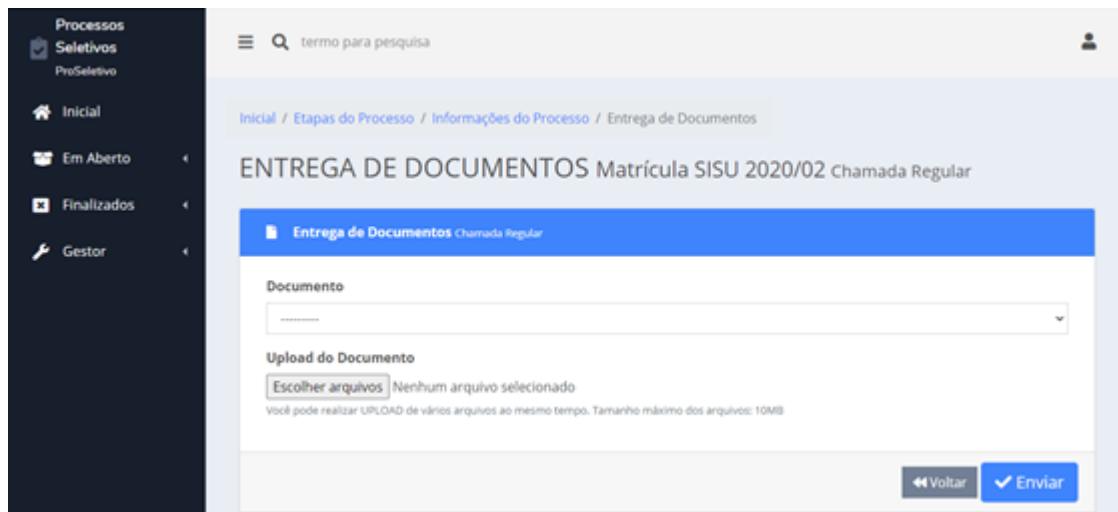 Processos
Seletivos
ProSeletivo
termo para pesquisa
Inicial
Em Aberto
Finalizados
Gestor
Inicial / Etapas do Processo / Informações do Processo / Entrega de Documentos
ENTREGA DE DOCUMENTOS Matrícula SISU 2020/02 Chamada Regular
Entrega de Documentos Chamada Regular
Documento
----------
Upload do Documento
Escolher arquivos Nenhum arquivo selecionado
Você pode realizar UPLOAD de vários arquivos ao mesmo tempo. Tamanho máximo dos arquivos: 10MB
Voltar
Enviar